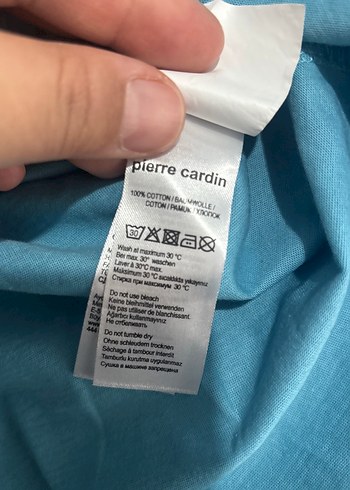 pierre cardin
100% COTTON / BAUMWOLLE /
COTON / PAMUK / ХЛОПОК
30
Wash at maximum 30 °C
Bei max. 30° waschen
Laver à 30°C max.
Maksimum 30 °C sıcaklıkta yıkayınız
Стирка при максимум 30 °C
Do not use bleach
Keine bleichmittel verwenden
Ne pas utiliser de blanchissant.
Ağartıcı kullanmayınız
Не отбеливать
Do not tumble dry
Ohne schleudern trocknen
Séchage à tambour interdit
Tamburlu kurutma uygulanmaz
Сушка в машине запрещена
444